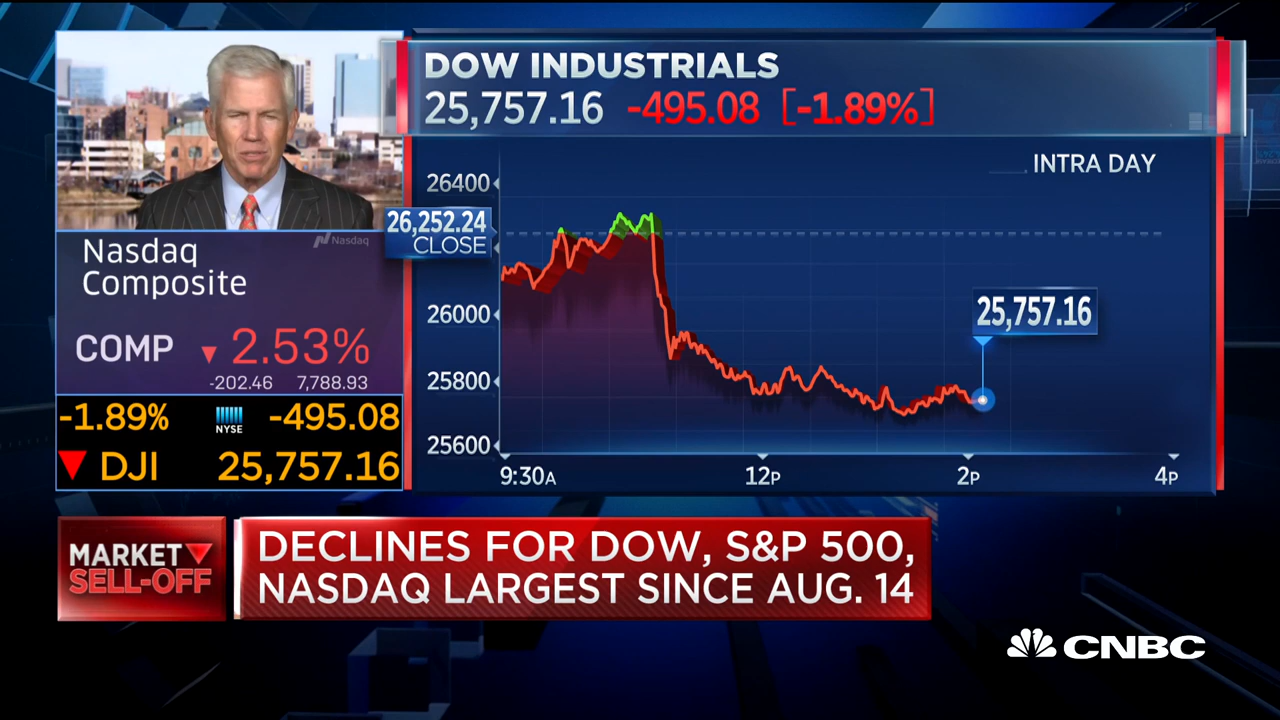 DOW INDUSTRIALS
25,757.16 -495.08 [-1.89%]
INTRA DAY
26400
26,252.24
CLOSE
26000
25,757.16
25800
25600
9:30A 12P 2P 4P
Nasdaq
Nasdaq
Composite
COMP ▼ 2.53%
-202.46 7,788.93
-1.89% NYSE -495.08
▼ DJI 25,757.16
MARKET
SELL-OFF
DECLINES FOR DOW, S&P 500,
NASDAQ LARGEST SINCE AUG. 14
CNBC